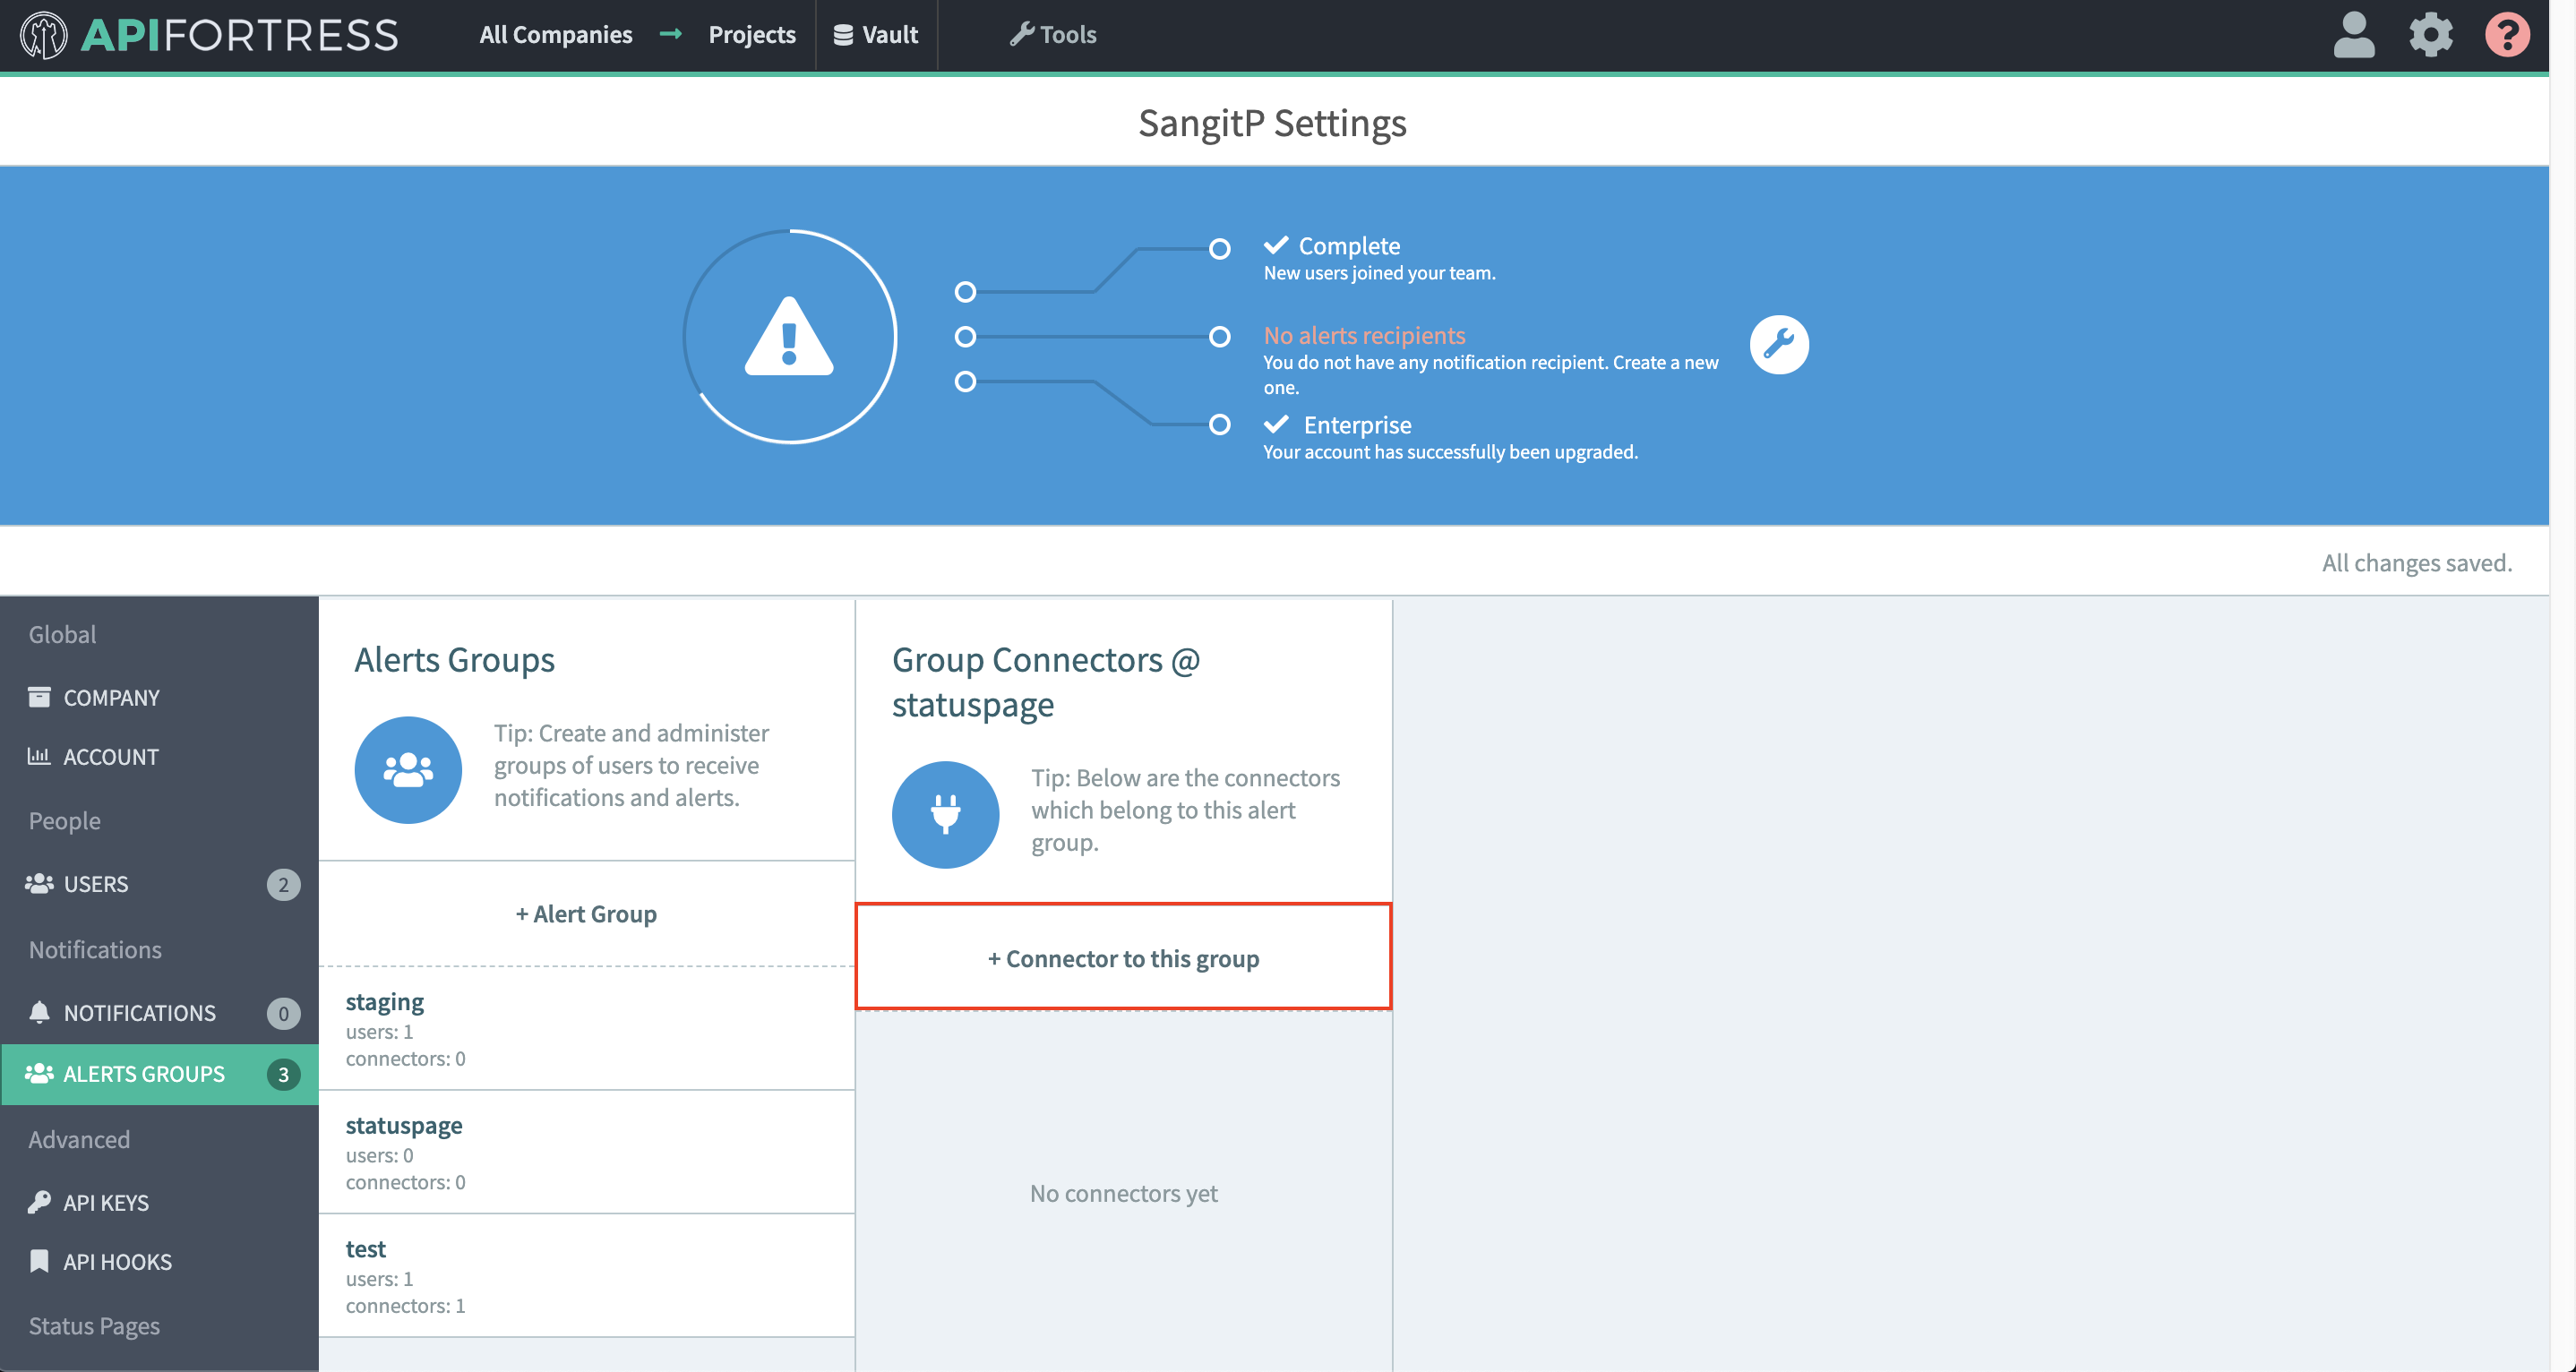 APIFORTRESS
All Companies → Projects
Vault
Tools
?
SangitP Settings
Complete
New users joined your team.
No alerts recipients
You do not have any notification recipient. Create a new
one.
Enterprise
Your account has successfully been upgraded.
All changes saved.
Global
COMPANY
ACCOUNT
People
USERS 2
Notifications
NOTIFICATIONS 0
ALERTS GROUPS 3
Advanced
API KEYS
API HOOKS
Status Pages
Alerts Groups
Tip: Create and administer
groups of users to receive
notifications and alerts.
+ Alert Group
staging
users: 1
connectors: 0
statuspage
users: 0
connectors: 0
test
users: 1
connectors: 1
Group Connectors @
statuspage
Tip: Below are the connectors
which belong to this alert
group.
+ Connector to this group
No connectors yet